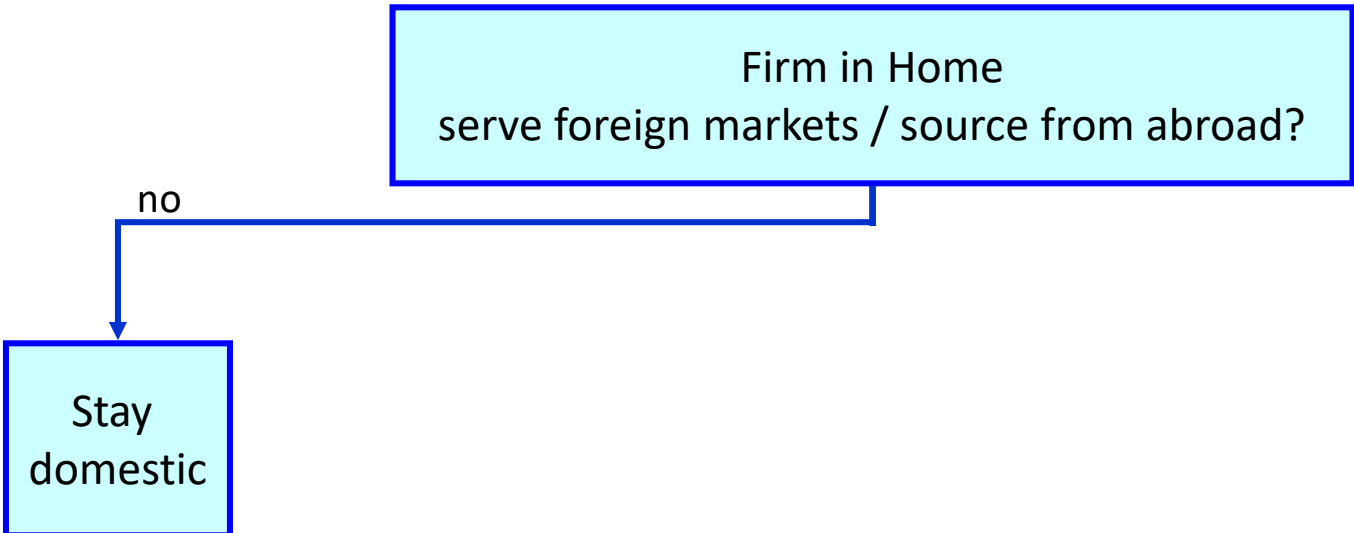 Firm in Home
serve foreign markets / source from abroad?
no
Stay
domestic